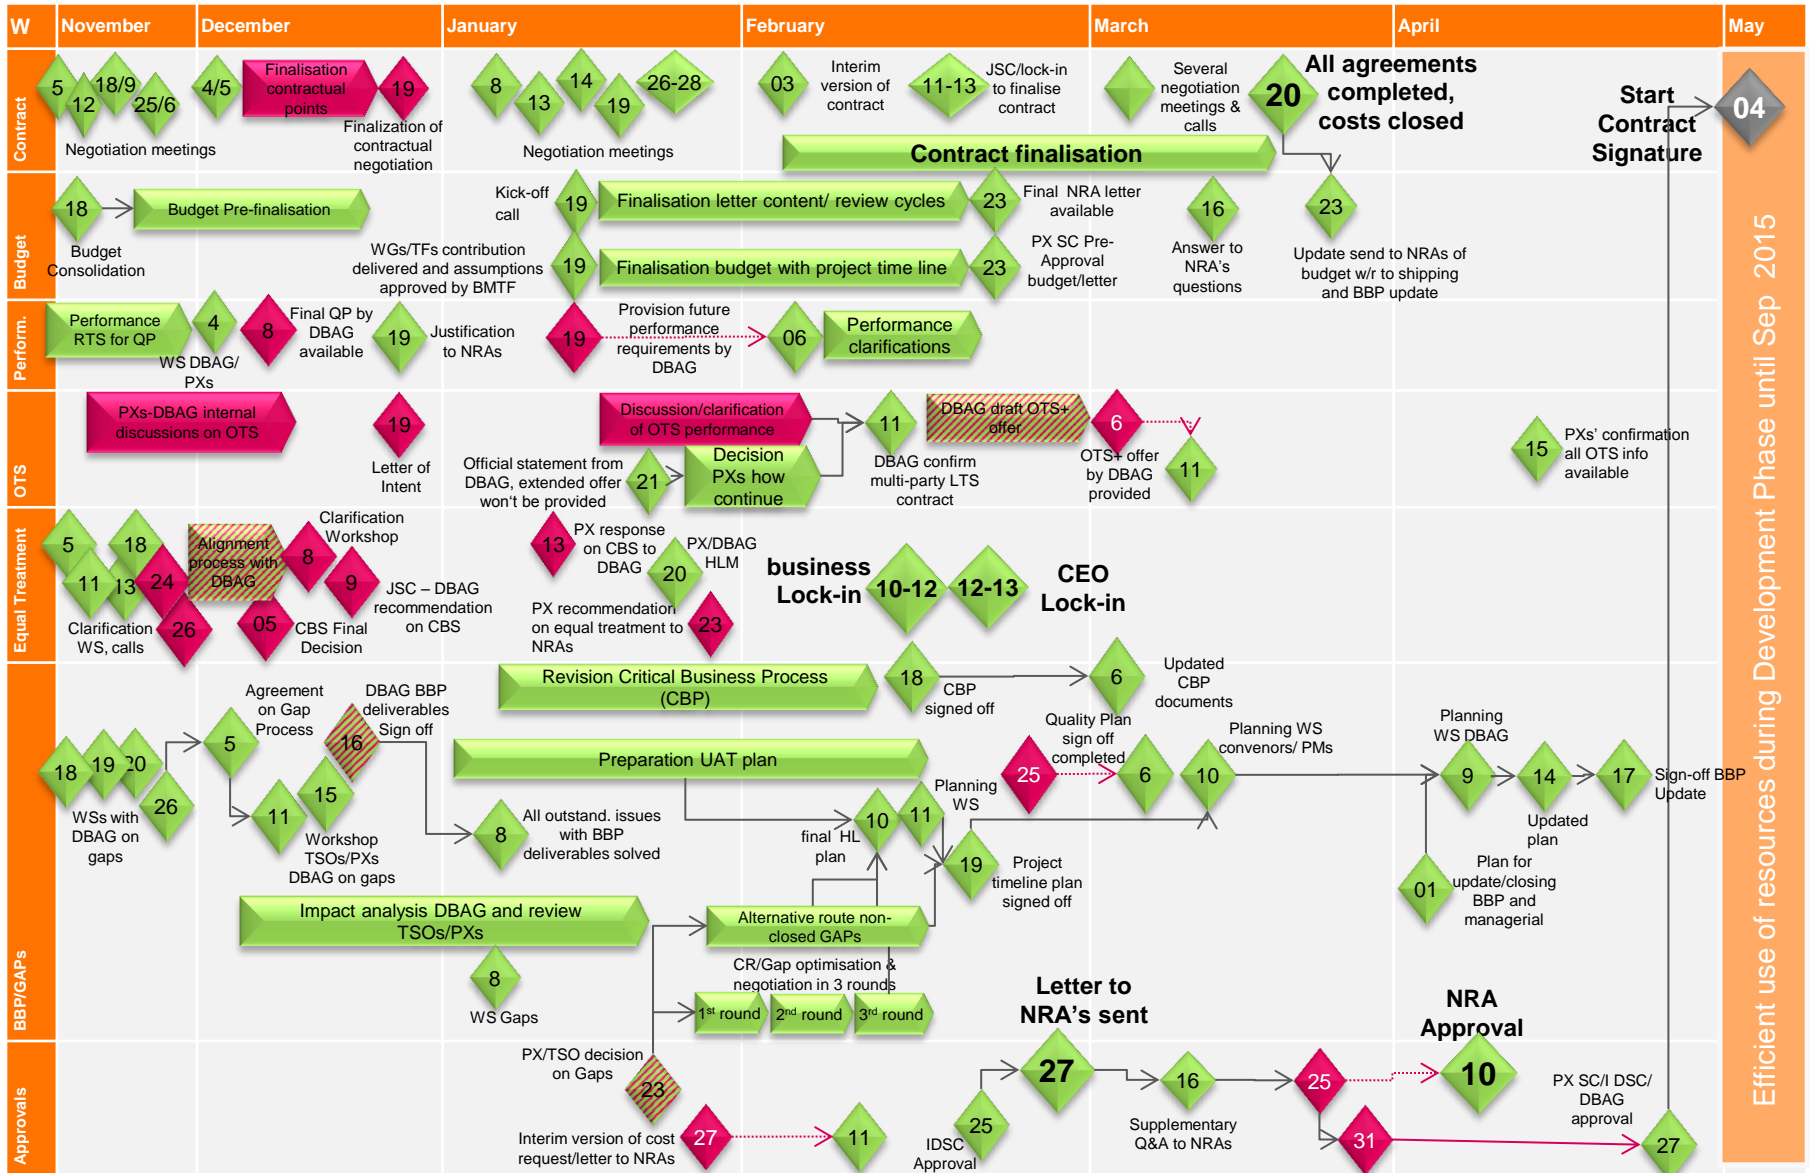 W
November
December
January
February
March
April
May
Contract
5
12
18/9
25/6
Negotiation meetings
4/5
Finalisation
contractual
points
19
Finalization of
contractual
negotiation
8
13
14
19
26-28
Negotiation meetings
03
Interim
version of
contract
11-13
JSC/lock-in
to finalise
contract
Several
negotiation
meetings &
calls
20
All agreements
completed,
costs closed
Contract finalisation
Start
Contract
Signature
04
Budget
18
Budget
Consolidation
Budget Pre-finalisation
Kick-off
call
19
Finalisation letter content/ review cycles
23
Final NRA letter
available
WGs/TFs contribution
delivered and assumptions
approved by BMTF
19
Finalisation budget with project time line
23
PX SC Pre-
Approval
budget/letter
16
Answer to
NRA's
questions
23
Update send to NRAs of
budget w/r to shipping
and BBP update
Perform.
Performance
RTS for QP
4
WS DBAG/
PXs
8
Final QP by
DBAG
available
19
Justification
to NRAs
19
Provision future
performance
requirements by
DBAG
06
Performance
clarifications
OTS
PXs-DBAG internal
discussions on OTS
19
Letter of
Intent
Discussion/clarification
of OTS performance
Official statement from
DBAG, extended offer
won't be provided
21
Decision
PXs how
continue
11
DBAG confirm
multi-party LTS
contract
DBAG draft OTS+
offer
6
OTS+ offer
by DBAG
provided
11
15
PXs' confirmation
all OTS info
available
Equal Treatment
5
11
18
13
24
26
Clarification
WS, calls
Alignment
process with
DBAG
8
Clarification
Workshop
05
CBS Final
Decision
9
JSC – DBAG
recommendation
on CBS
13
PX response
on CBS to
DBAG
20
PX/DBAG
HLM
PX recommendation
on equal treatment to
NRAs
23
business
Lock-in
10-12
12-13
CEO
Lock-in
BBP/GAPs
Revision Critical Business Process
(CBP)
18
CBP
signed off
6
Updated
CBP
documents
18
19
20
26
WSs with
DBAG on
gaps
5
Agreement
on Gap
Process
11
15
Workshop
TSOs/PXs
DBAG on gaps
16
DBAG BBP
deliverables
Sign off
8
All outstand. issues
with BBP
deliverables solved
Preparation UAT plan
10
final HL
plan
11
Planning
WS
19
Project
timeline plan
signed off
25
Quality Plan
sign off
completed
6
10
Planning WS
convenors/ PMs
Planning
WS DBAG
9
14
Updated
plan
17
Sign-off BBP
Update
01
Plan for
update/closing
BBP and
managerial
Impact analysis DBAG and review
TSOs/PXs
8
WS Gaps
Alternative route non-
closed GAPs
CR/Gap optimisation &
negotiation in 3 rounds
1st round
2nd round
3rd round
Approvals
PX/TSO decision
on Gaps
23
Interim version of cost
request/letter to NRAs
27
11
25
IDSC
Approval
Letter to
NRA's sent
27
16
Supplementary
Q&A to NRAs
25
31
NRA
Approval
10
PX SC/I DSC/
DBAG
approval
27
Efficient use of resources during Development Phase until Sep 2015